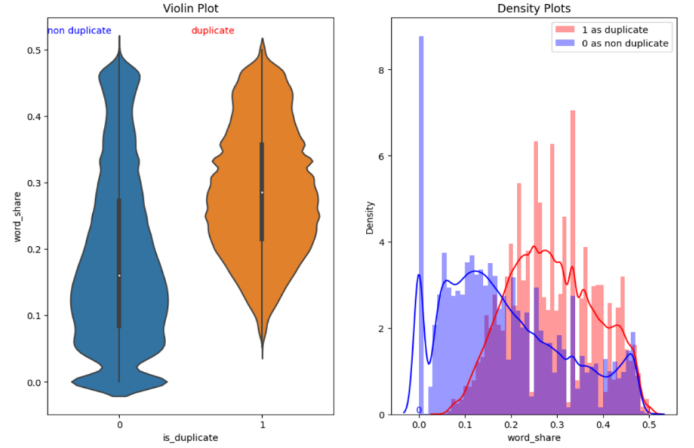 Violin Plot
non duplicate
duplicate
0.5
0.4
0.3
0.2
0.1
0.0
word_share
0
1
is_duplicate
Density Plots
1 as duplicate
0 as non duplicate
8
6
4
2
0
Density
0
0.0
0.1
0.2
0.3
0.4
0.5
word_share